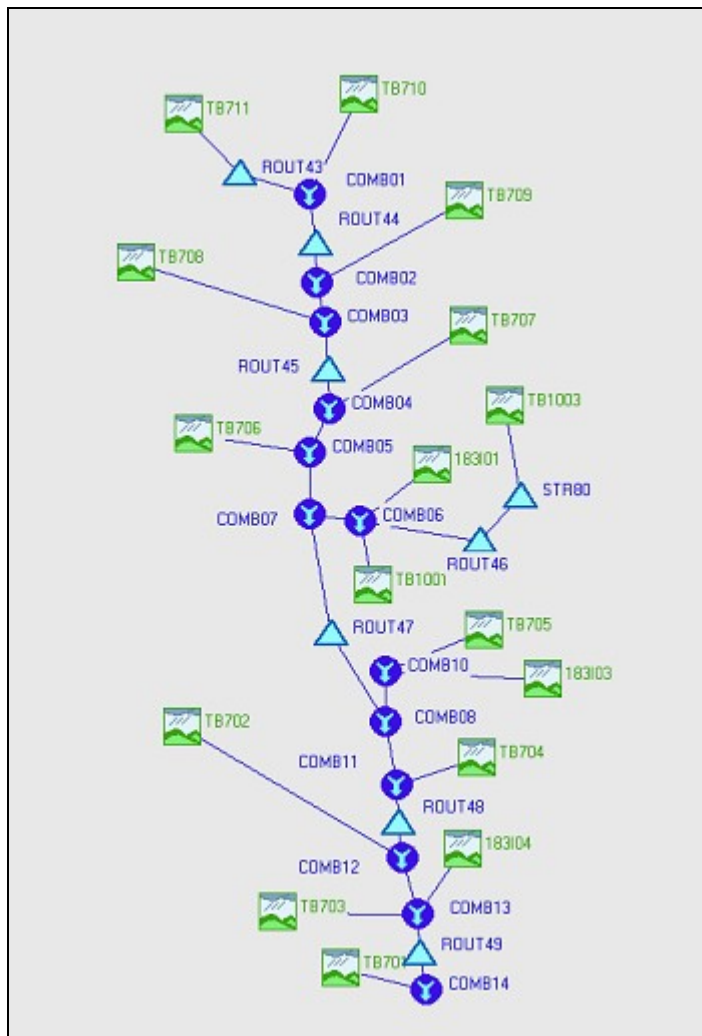 TB710
TB711
ROUT43
COMB01
TB709
ROUT44
TB708
COMB02
COMB03
TB707
ROUT45
TB1003
COMB04
TB706
COMB05
183I01
STR80
COMB07
COMB06
ROUT46
TB1001
TB705
ROUT47
COMB10
183I03
TB702
COMB08
TB704
COMB11
ROUT48
183I04
COMB12
TB703
COMB13
ROUT49
TB701
COMB14